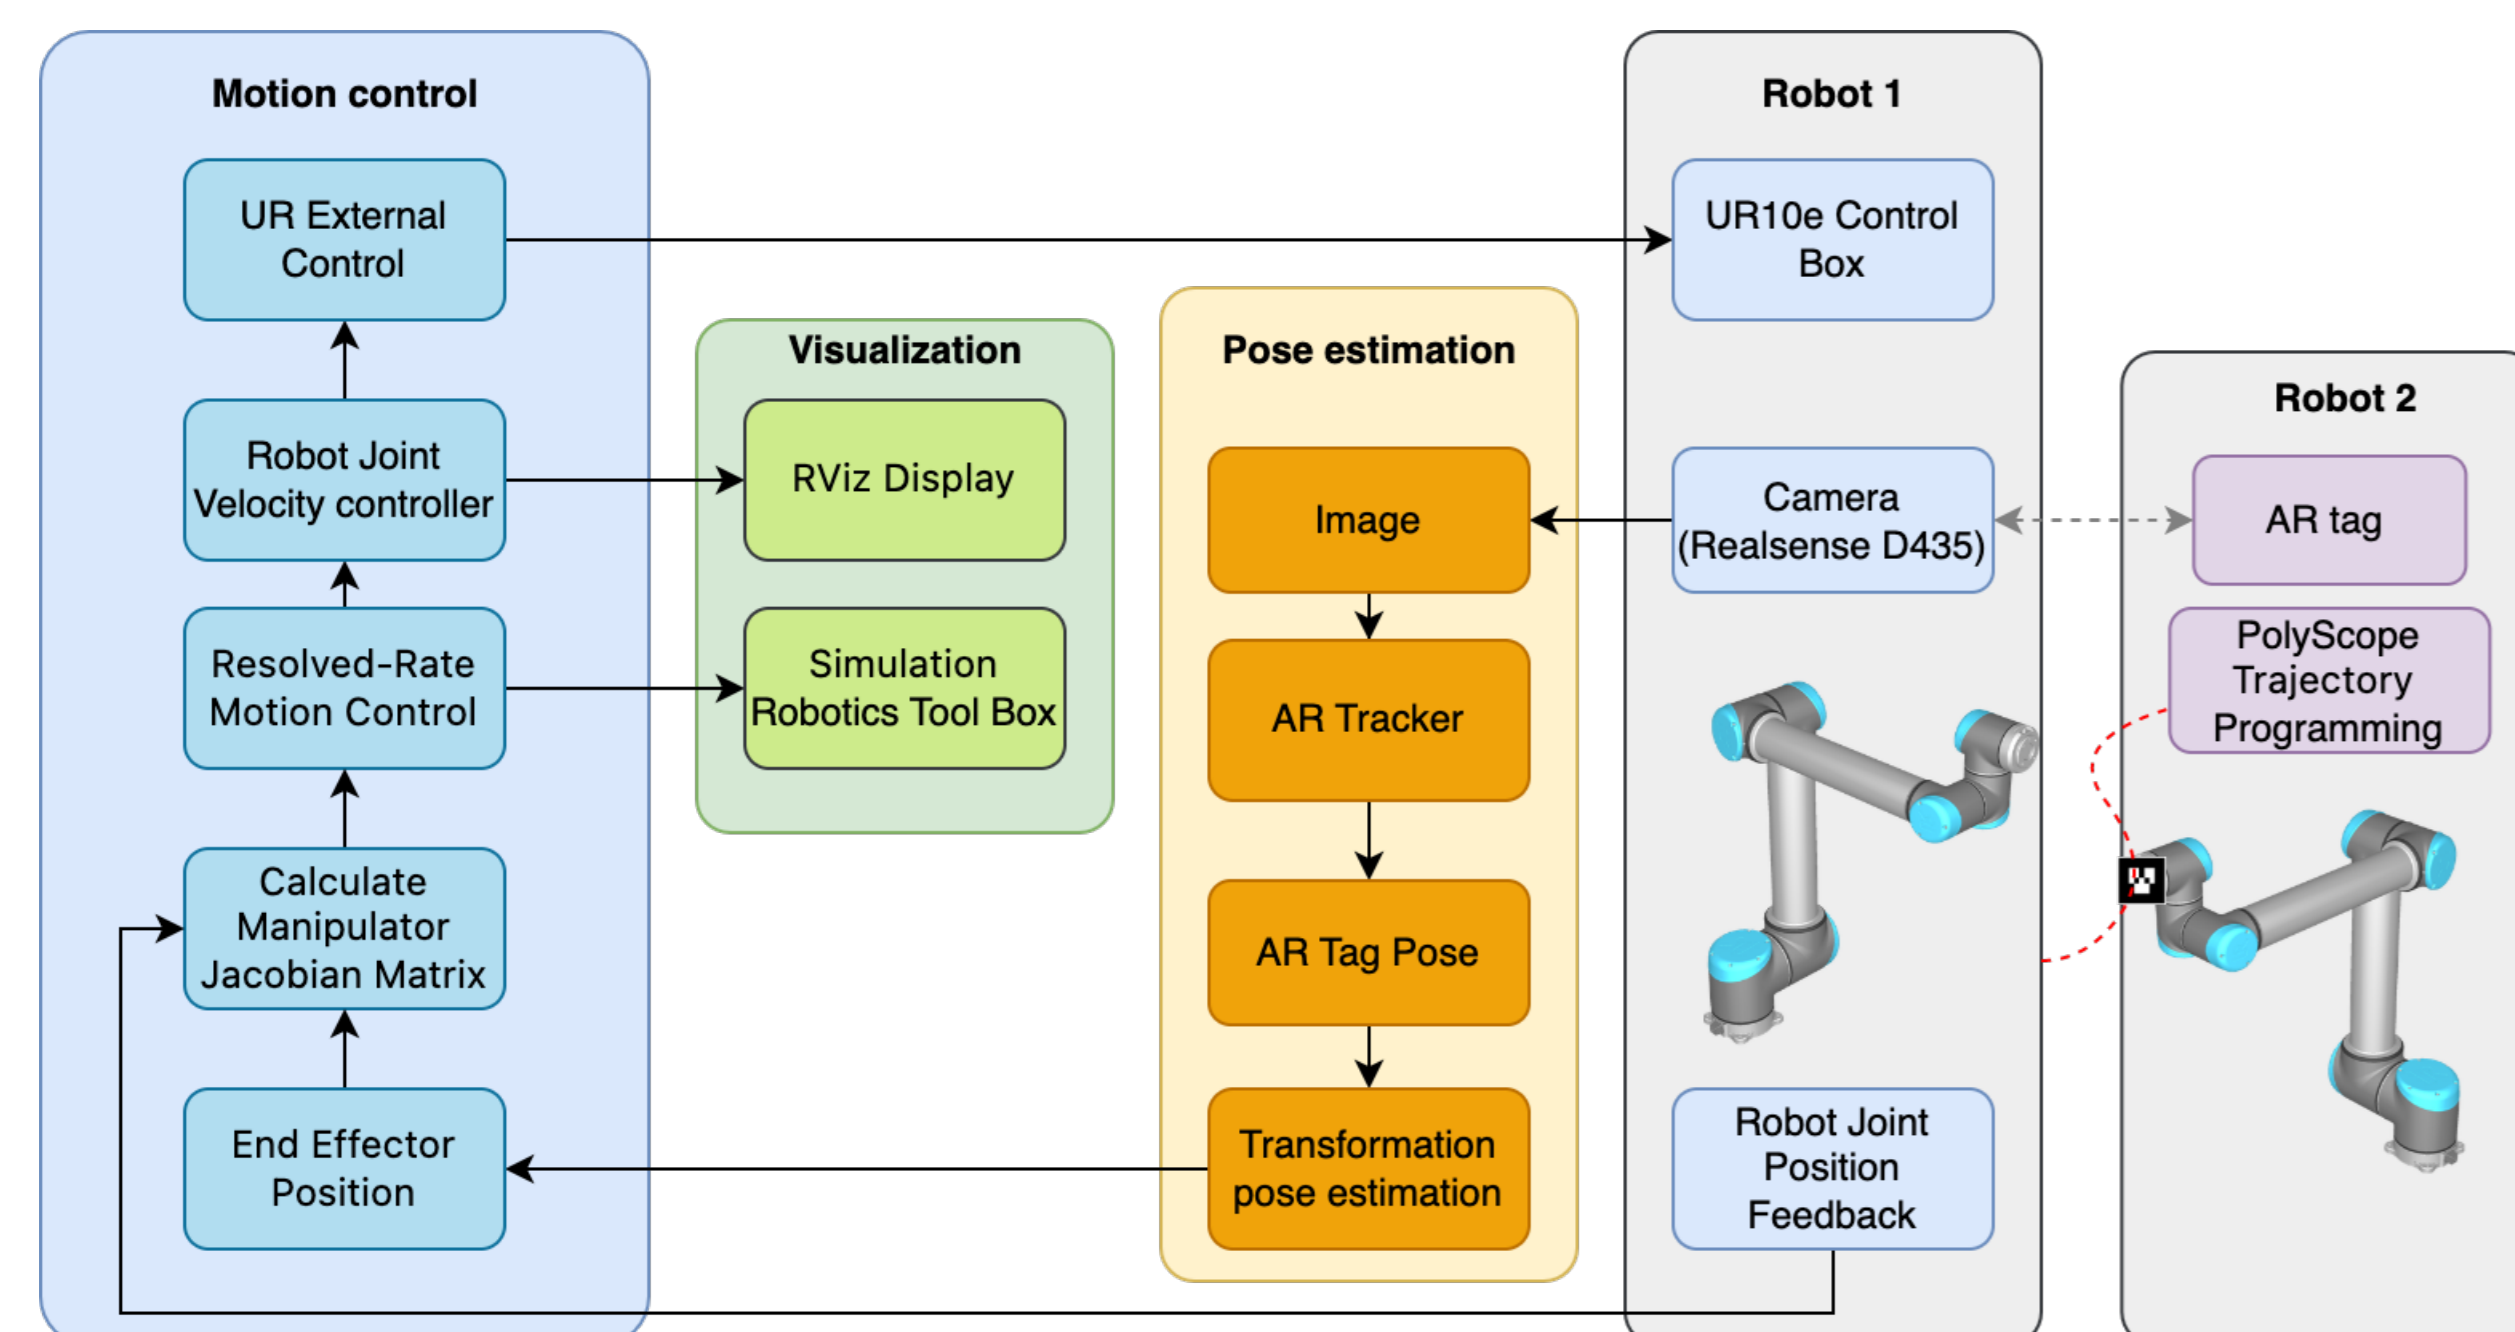 Motion control
UR External
Control
Robot Joint
Velocity controller
Resolved-Rate
Motion Control
Calculate
Manipulator
Jacobian Matrix
End Effector
Position
Visualization
RViz Display
Simulation
Robotics Tool Box
Pose estimation
Image
AR Tracker
AR Tag Pose
Transformation
pose estimation
Robot 1
UR10e Control
Box
Camera
(Realsense D435)
Robot Joint
Position
Feedback
Robot 2
AR tag
PolyScope
Trajectory
Programming